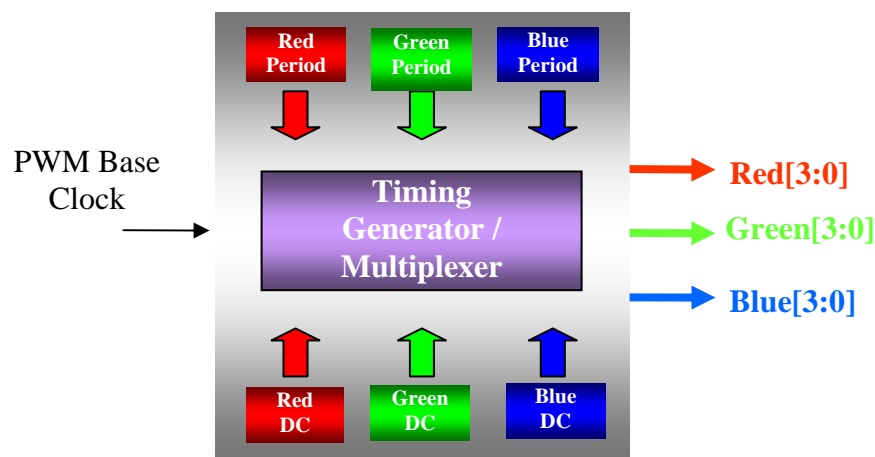 Red
Period
Green
Period
Blue
Period
PWM Base
Clock
Timing
Generator /
Multiplexer
Red[3:0]
Green[3:0]
Blue[3:0]
Red
DC
Green
DC
Blue
DC